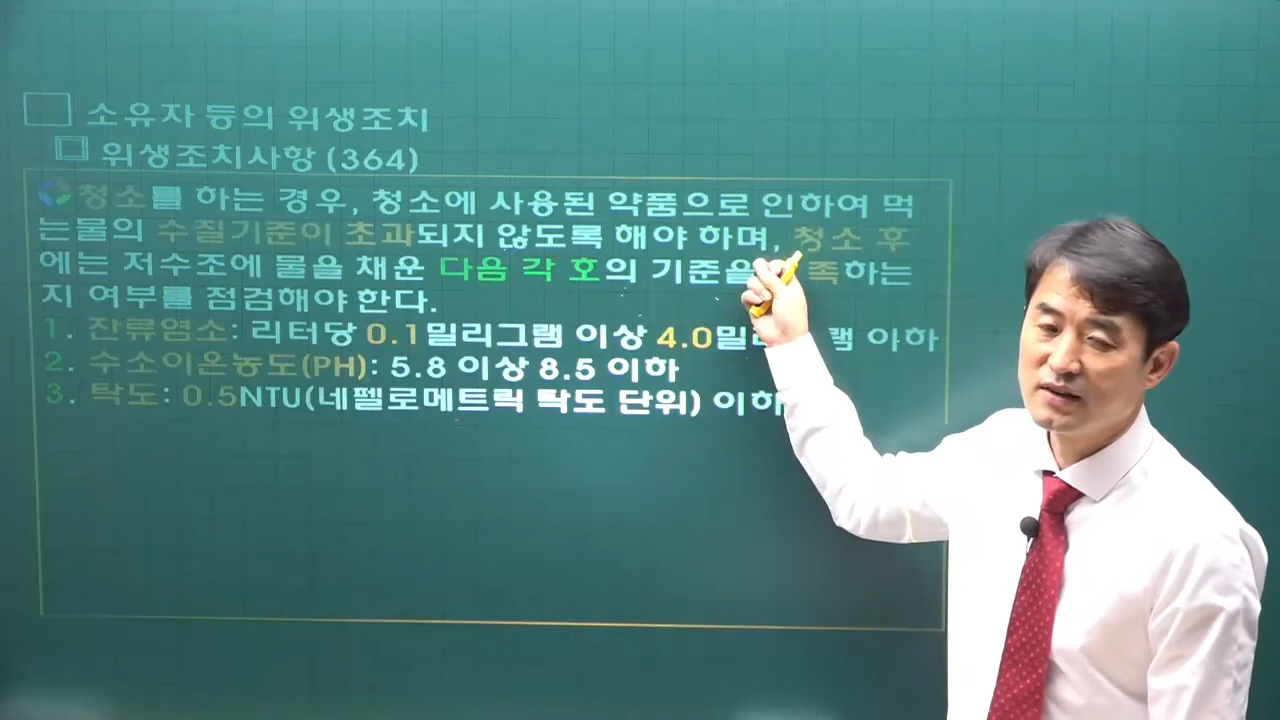 소유자 등의 위생조치
위생조치사항 (364)
청소를 하는 경우, 청소에 사용된 약품으로 인하여 먹
는물의 수질기준이 초과되지 않도록 해야 하며, 청소 후
에는 저수조에 물을 채운 다음 각 호의 기준을 족하는
지 여부를 점검해야 한다.
1. 잔류염소: 리터당 0.1밀리그램 이상 4.0밀리 램 이하
2. 수소이온농도(PH): 5.8 이상 8.5 이하
3. 탁도: 0.5NTU(네펠로메트릭 탁도 단위) 이하